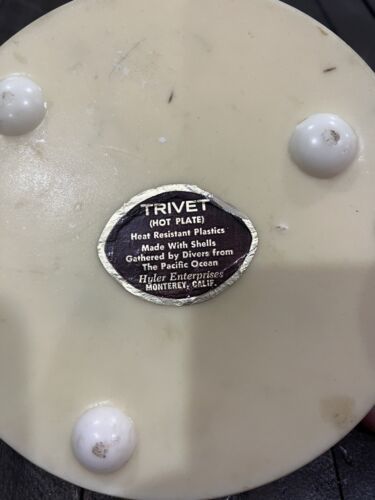 TRIVET
(HOT PLATE)
Heat Resistant Plastics
Made With Shells
Gathered by Divers from
The Pacific Ocean
Hyler Enterprises
MONTEREY, CALIF.